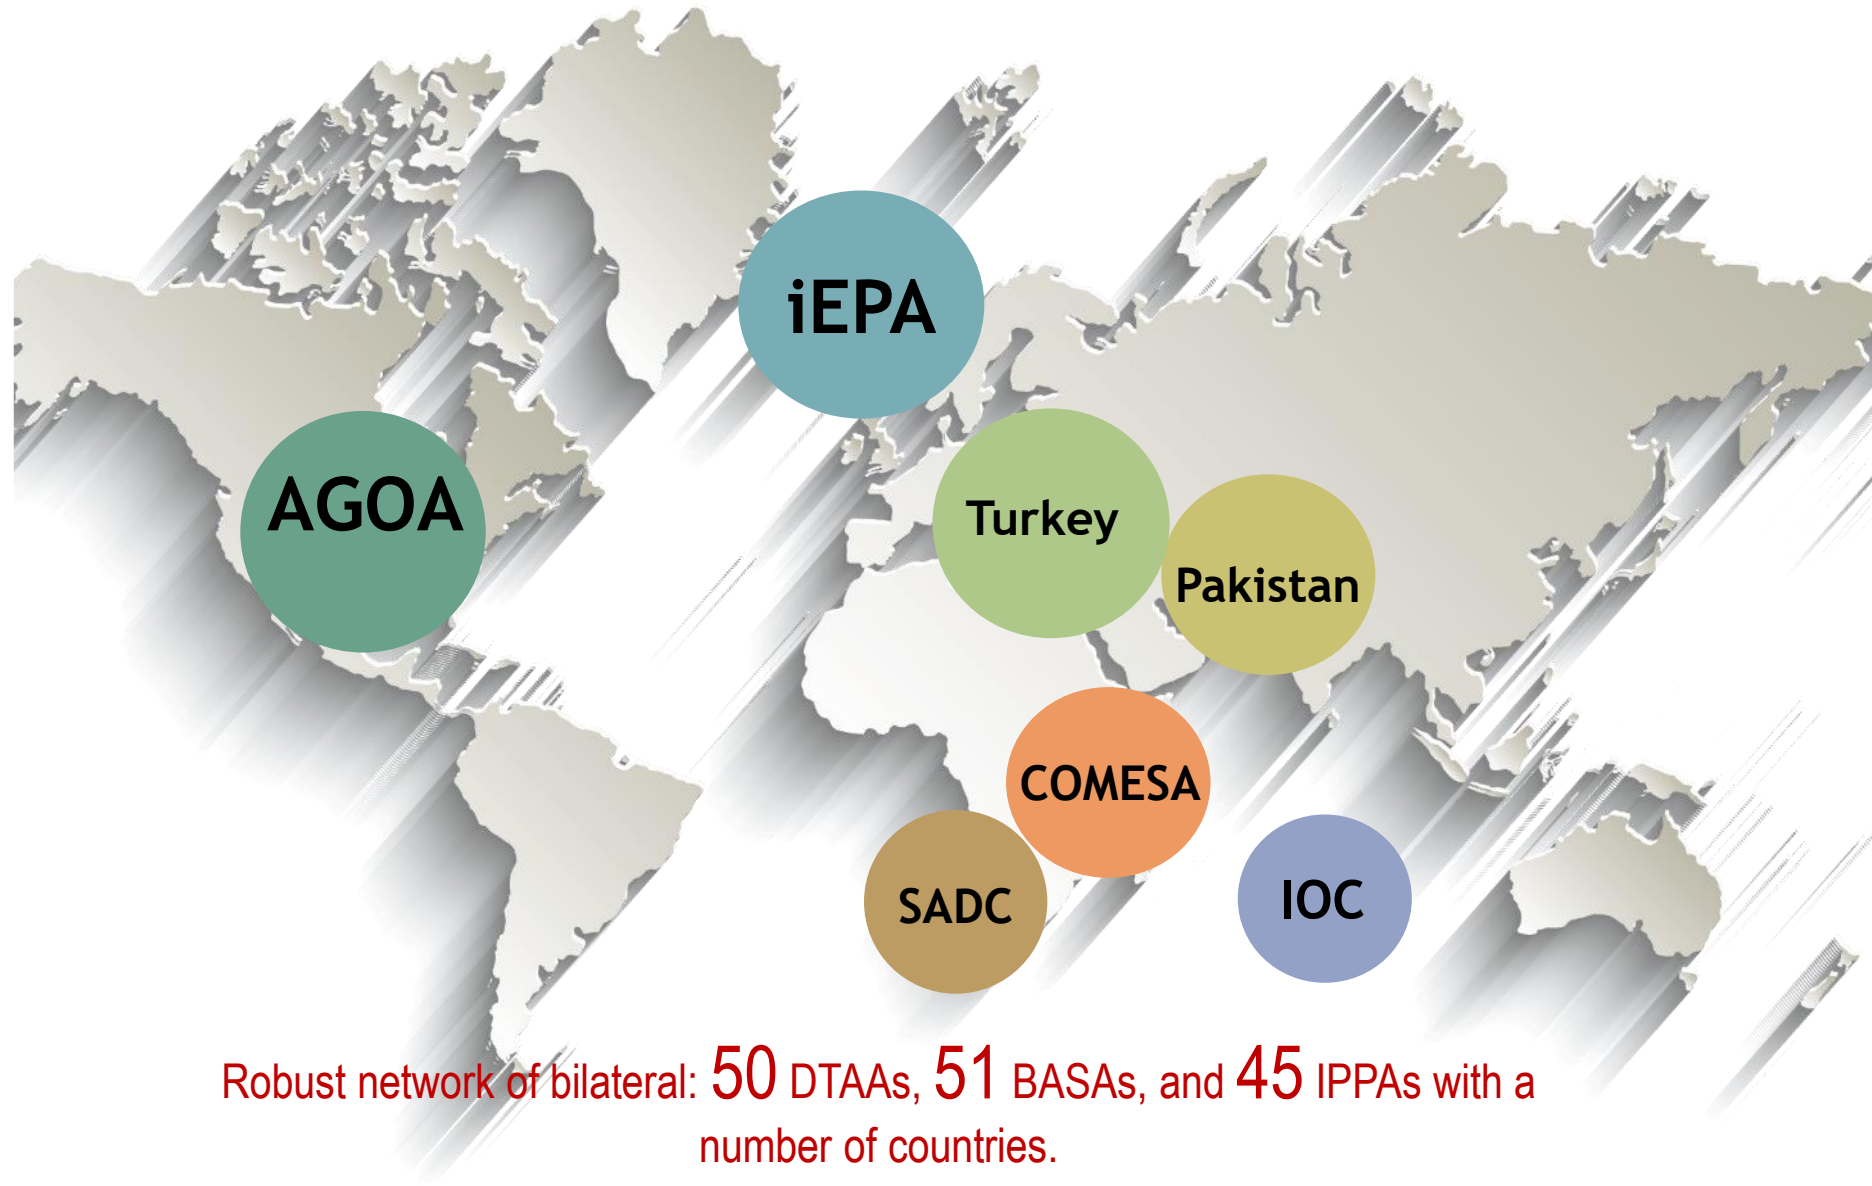 iEPA
AGOA
Turkey
Pakistan
COMESA
SADC
IOC
Robust network of bilateral: 50 DTAAs, 51 BASAs, and 45 IPPAs with a
number of countries.